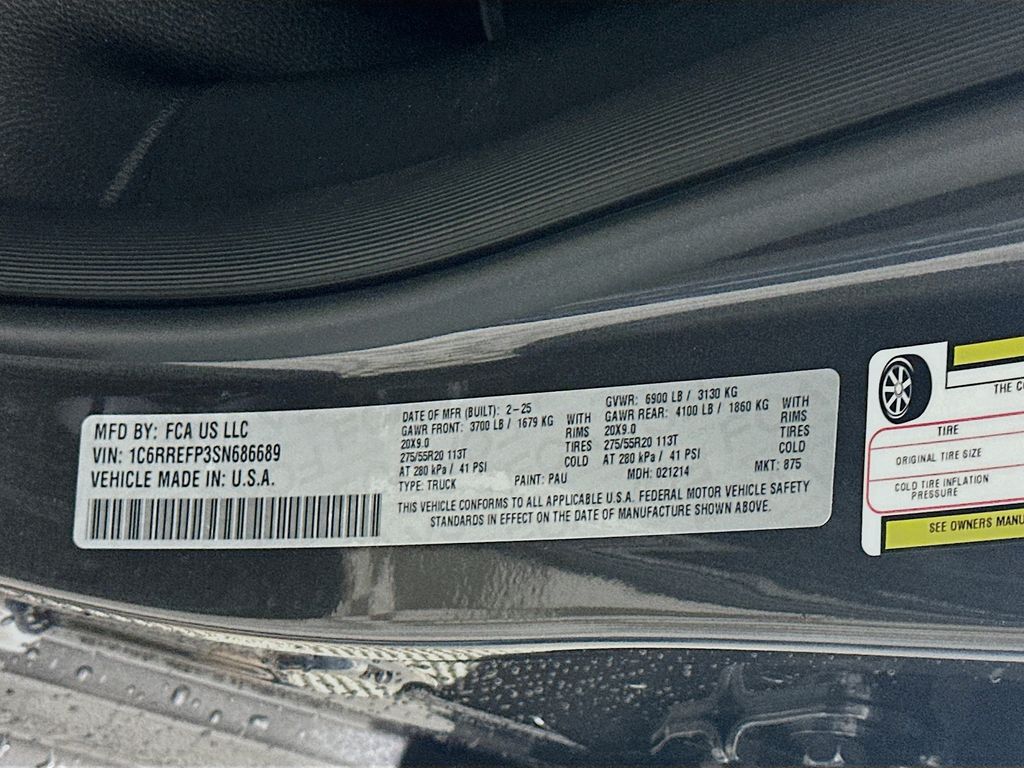 MFD BY: FCA US LLC
VIN: 1C6RREFP3SN686689
VEHICLE MADE IN: U.S.A.
DATE OF MFR (BUILT): 2-25
GAWR FRONT: 3700 LB / 1679 KG WITH
20X9.0 RIMS
275/55R20 113T TIRES
AT 280 kPa / 41 PSI COLD
TYPE: TRUCK PAINT: PAU
GVWR: 6900 LB / 3130 KG
GAWR REAR: 4100 LB / 1860 KG WITH
20X9.0 RIMS
275/55R20 113T TIRES
AT 280 kPa / 41 PSI COLD
MDH: 021214 MKT: 875
THIS VEHICLE CONFORMS TO ALL APPLICABLE U.S.A. FEDERAL MOTOR VEHICLE SAFETY
STANDARDS IN EFFECT ON THE DATE OF MANUFACTURE SHOWN ABOVE.
THE CO
TIRE
ORIGINAL TIRE SIZE
COLD TIRE INFLATION
PRESSURE
SEE OWNERS MANU